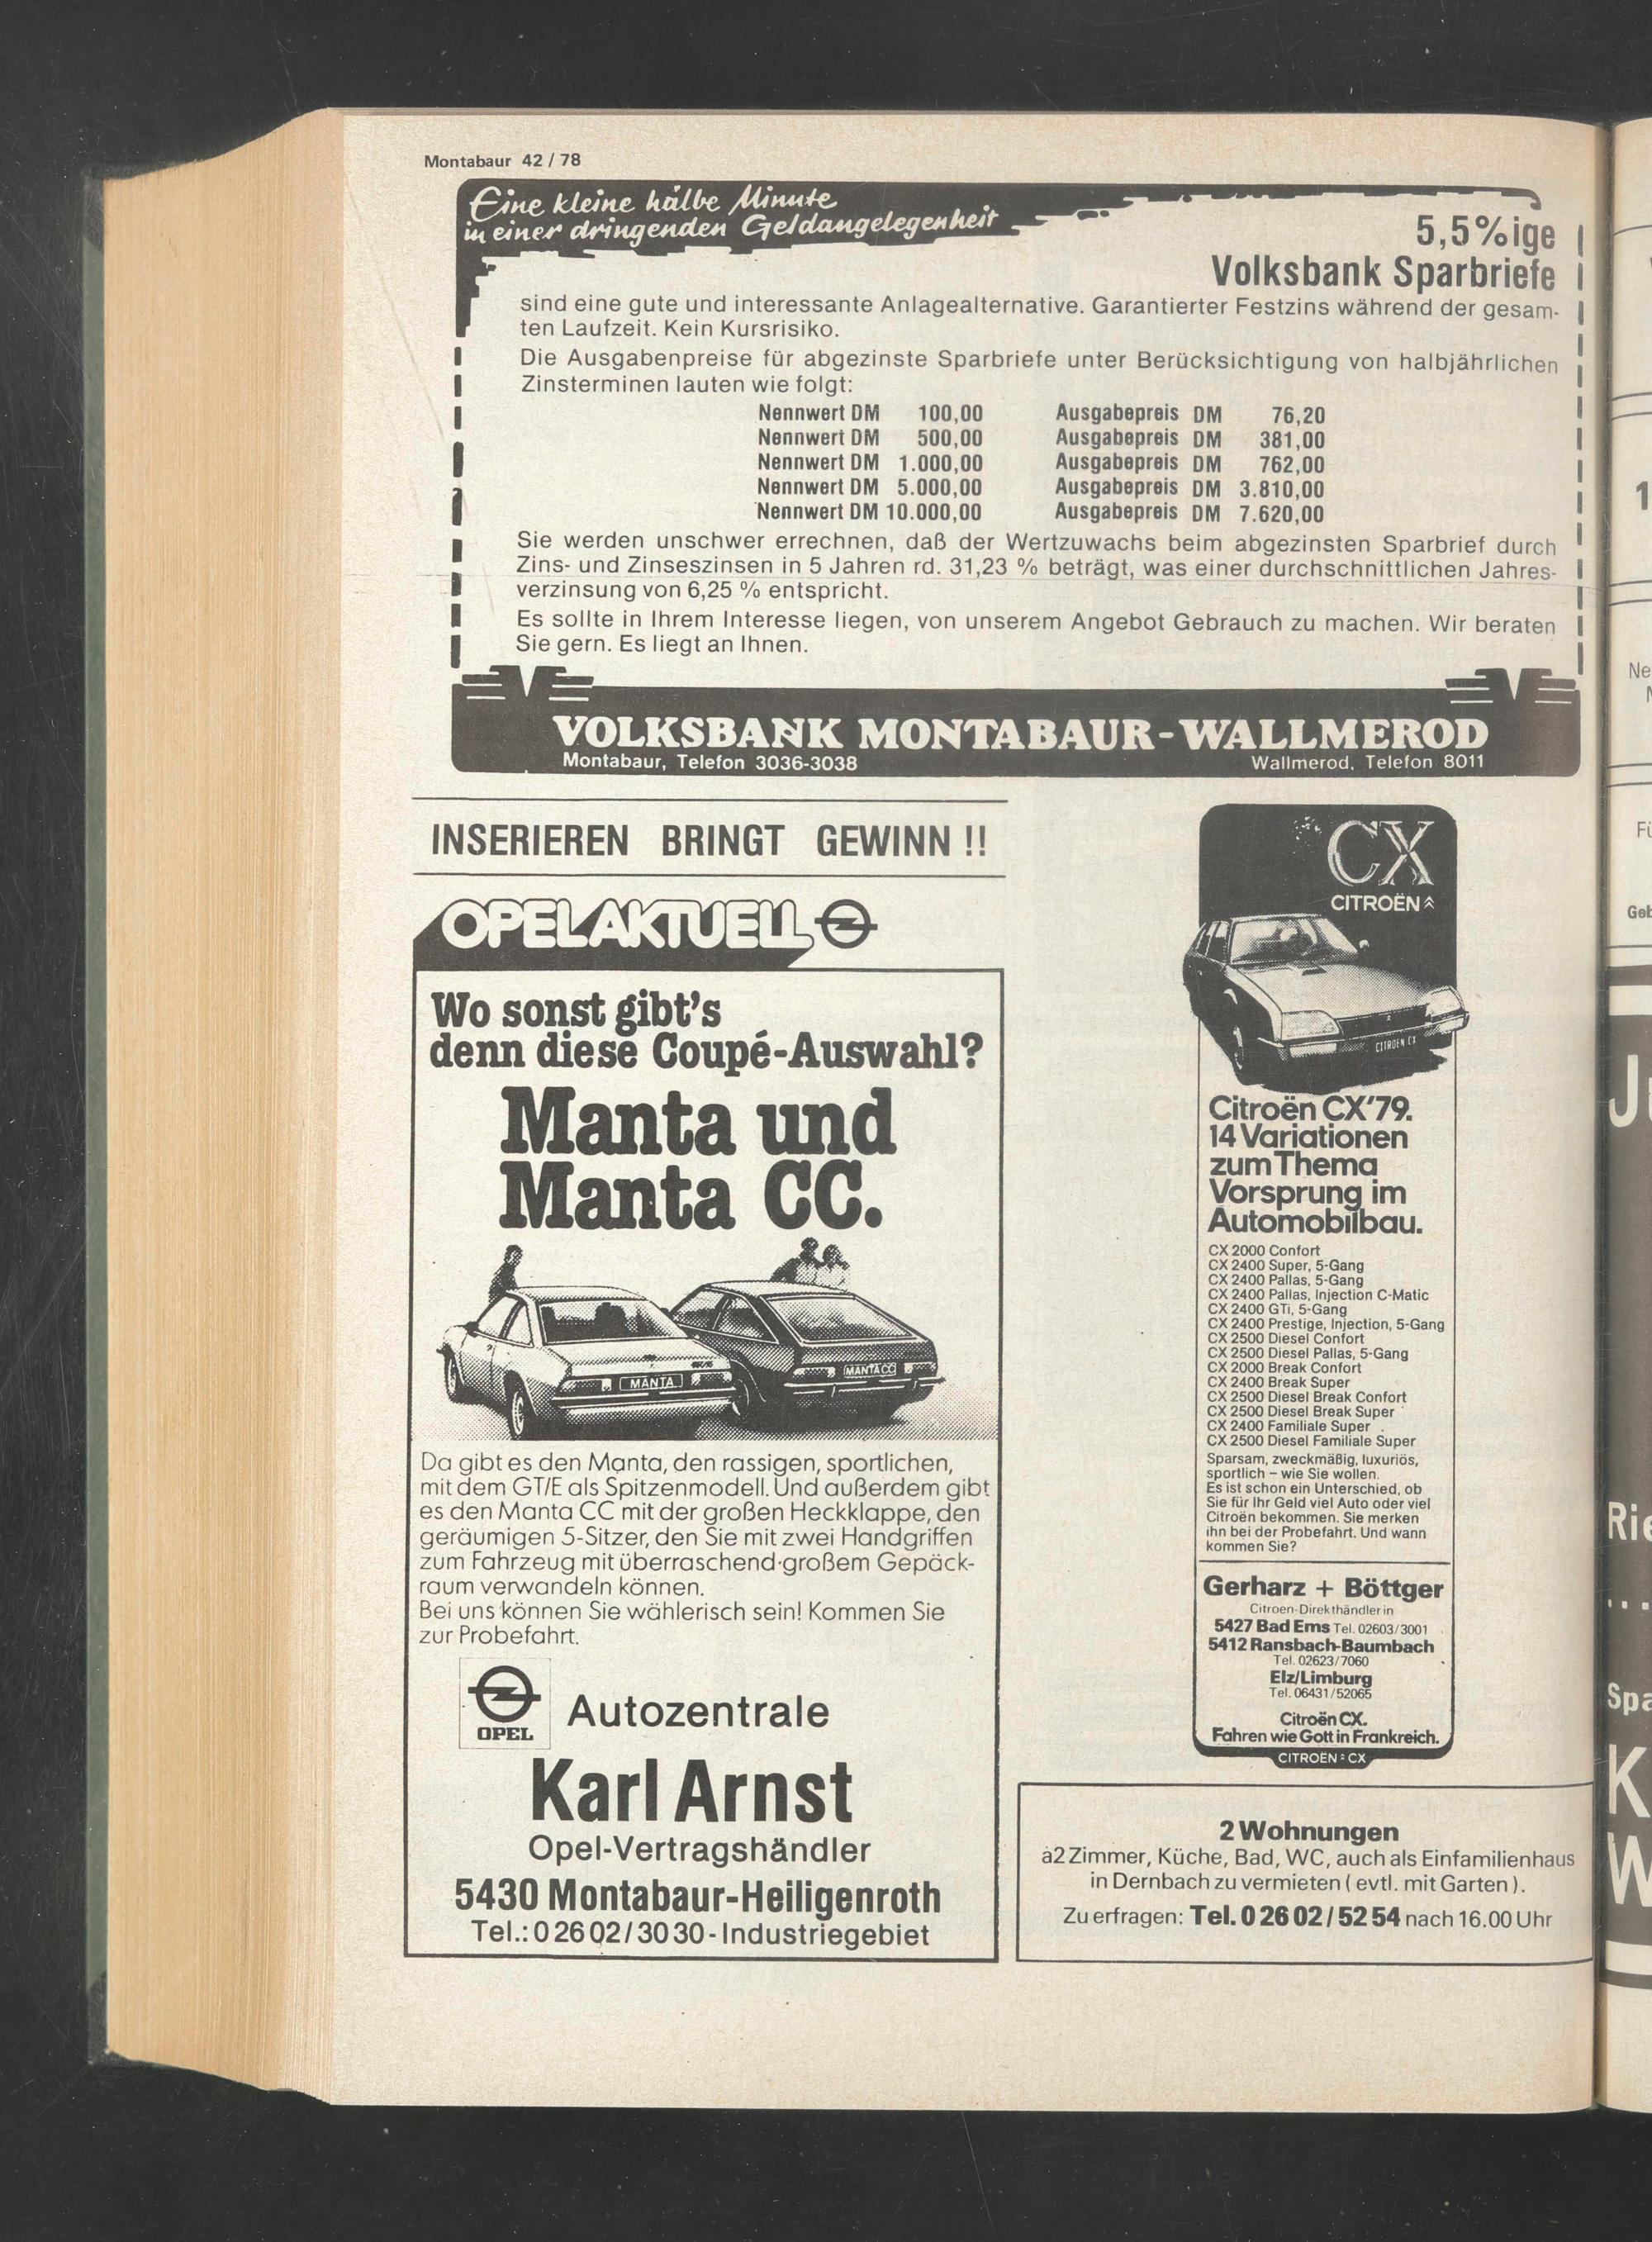 Montabaur 42 / 78
Eine kleine halbe Minute
in einer dringenden Geldangelegenheit
5,5%ige
Volksbank Sparbriefe
sind eine gute und interessante Anlagealternative. Garantierter Festzins während der gesam-
ten Laufzeit. Kein Kursrisiko.
Die Ausgabenpreise für abgezinste Sparbriefe unter Berücksichtigung von halbjährlichen
Zinsterminen lauten wie folgt:
Nennwert DM 100,00 Ausgabepreis DM 76,20
Nennwert DM 500,00 Ausgabepreis DM 381,00
Nennwert DM 1.000,00 Ausgabepreis DM 762,00
Nennwert DM 5.000,00 Ausgabepreis DM 3.810,00
Nennwert DM 10.000,00 Ausgabepreis DM 7.620,00
Sie werden unschwer errechnen, daß der Wertzuwachs beim abgezinsten Sparbrief durch
Zins- und Zinseszinsen in 5 Jahren rd. 31,23 % beträgt, was einer durchschnittlichen Jahres-
verzinsung von 6,25 % entspricht.
Es sollte in Ihrem Interesse liegen, von unserem Angebot Gebrauch zu machen. Wir beraten
Sie gern. Es liegt an Ihnen.
VOLKSBANK MONTABAUR-WALLMEROD
Montabaur, Telefon 3036-3038 Wallmerod, Telefon 8011
INSERIEREN BRINGT GEWINN !!
OPEL AKTUELL
Wo sonst gibt's
denn diese Coupé-Auswahl?
Manta und
Manta CC.
MANTA
MANTA CC
Da gibt es den Manta, den rassigen, sportlichen,
mit dem GT/E als Spitzenmodell. Und außerdem gibt
es den Manta CC mit der großen Heckklappe, den
geräumigen 5-Sitzer, den Sie mit zwei Handgriffen
zum Fahrzeug mit überraschend großem Gepäck-
raum verwandeln können.
Bei uns können Sie wählerisch sein! Kommen Sie
zur Probefahrt.
OPEL
Autozentrale
Karl Arnst
Opel-Vertragshändler
5430 Montabaur-Heiligenroth
Tel.: 0 26 02/30 30 - Industriegebiet
CX
CITROËN
CITROEN CX
Citroën CX'79.
14 Variationen
zum Thema
Vorsprung im
Automobilbau.
CX 2000 Confort
CX 2400 Super, 5-Gang
CX 2400 Pallas, 5-Gang
CX 2400 Pallas, Injection C-Matic
CX 2400 GTi, 5-Gang
CX 2400 Prestige, Injection, 5-Gang
CX 2500 Diesel Confort
CX 2500 Diesel Pallas, 5-Gang
CX 2000 Break Confort
CX 2400 Break Super
CX 2500 Diesel Break Confort
CX 2500 Diesel Break Super
CX 2400 Familiale Super
CX 2500 Diesel Familiale Super
Sparsam, zweckmäßig, luxuriös,
sportlich – wie Sie wollen.
Es ist schon ein Unterschied, ob
Sie für Ihr Geld viel Auto oder viel
Citroën bekommen. Sie merken
ihn bei der Probefahrt. Und wann
kommen Sie?
Gerharz + Böttger
Citroen-Direkthändler in
5427 Bad Ems Tel. 02603/3001
5412 Ransbach-Baumbach
Tel. 02623/7060
Elz/Limburg
Tel. 06431/52065
Citroën CX.
Fahren wie Gott in Frankreich.
CITROËN CX
2 Wohnungen
à 2 Zimmer, Küche, Bad, WC, auch als Einfamilienhaus
in Dernbach zu vermieten ( evtl. mit Garten ).
Zu erfragen: Tel. 0 26 02 / 52 54 nach 16.00 Uhr